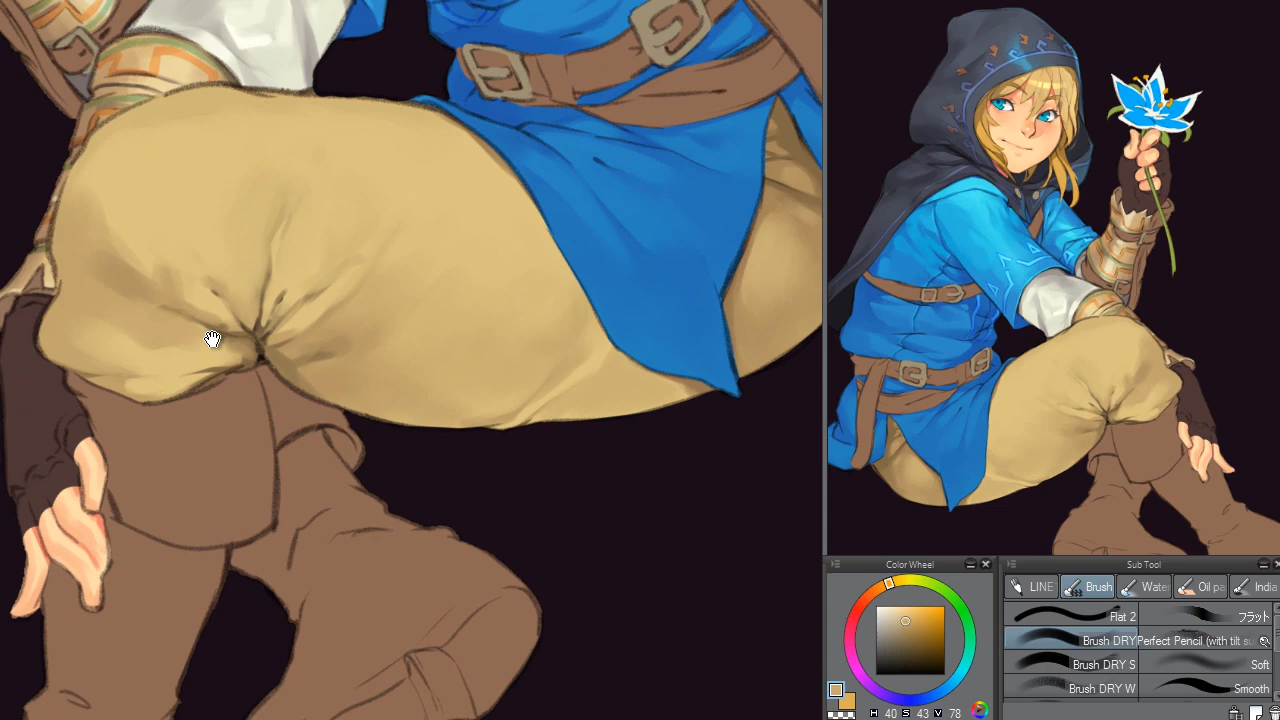 Color Wheel
H 40 S 43 V 78
Sub Tool
LINE Brush Wate Oil pa India
Flat 2 フラット
Brush DRY Perfect Pencil (with tilt su
Brush DRY S Soft
Brush DRY W Smooth